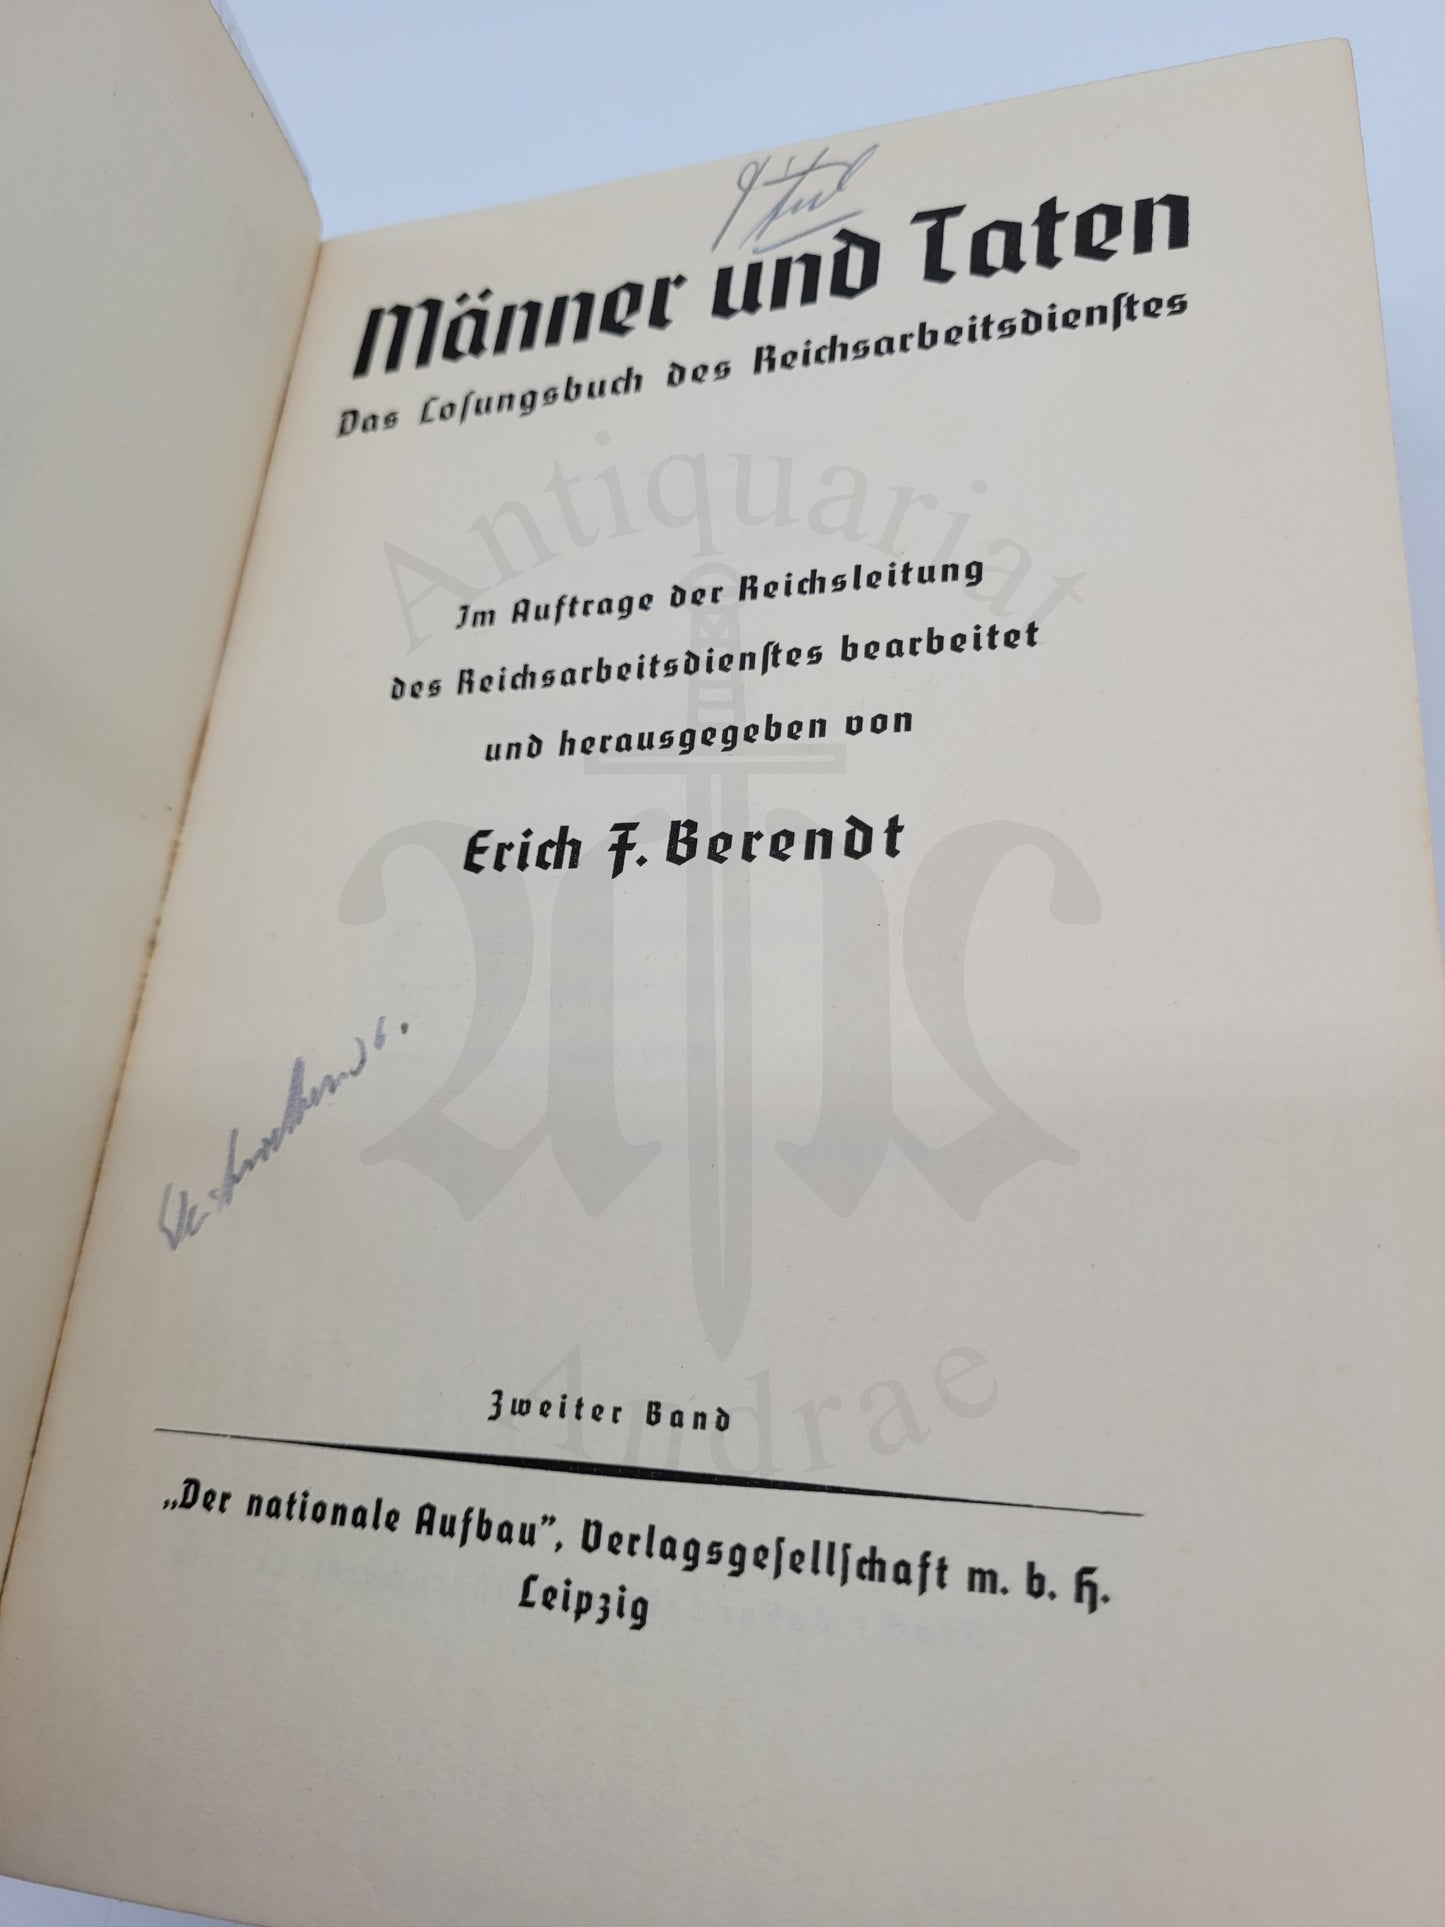 Männer und Taten
Das Loſungsbuch des Reichsarbeitsdienſtes
Antiquariat
Im Auftrage der Reichsleitung
des Reichsarbeitsdienſtes bearbeitet
und herausgegeben von
Erich F. Berendt
Zweiter Band
Andrae
„Der nationale Aufbau”, Verlagsgeſellſchaft m. b. H.
Leipzig